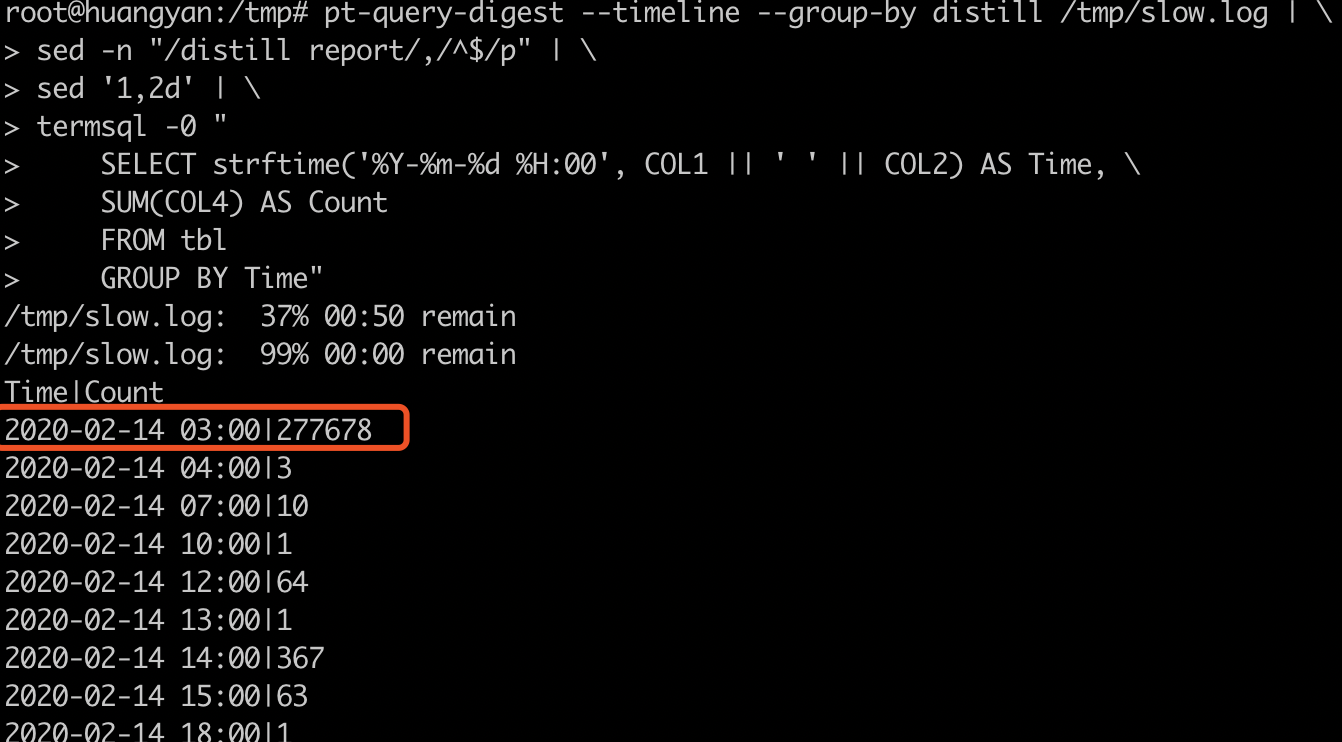 root@huangyan:/tmp# pt-query-digest --timeline --group-by distill /tmp/slow.log | \
> sed -n "/distill report/,/^$/p" | \
> sed '1,2d' | \
> termsql -0 "
>     SELECT strftime('%Y-%m-%d %H:00', COL1 || ' ' || COL2) AS Time, \
>     SUM(COL4) AS Count
>     FROM tbl
>     GROUP BY Time"
/tmp/slow.log:  37% 00:50 remain
/tmp/slow.log:  99% 00:00 remain
Time|Count
2020-02-14 03:00|277678
2020-02-14 04:00|3
2020-02-14 07:00|10
2020-02-14 10:00|1
2020-02-14 12:00|64
2020-02-14 13:00|1
2020-02-14 14:00|367
2020-02-14 15:00|63
2020-02-14 18:00|1